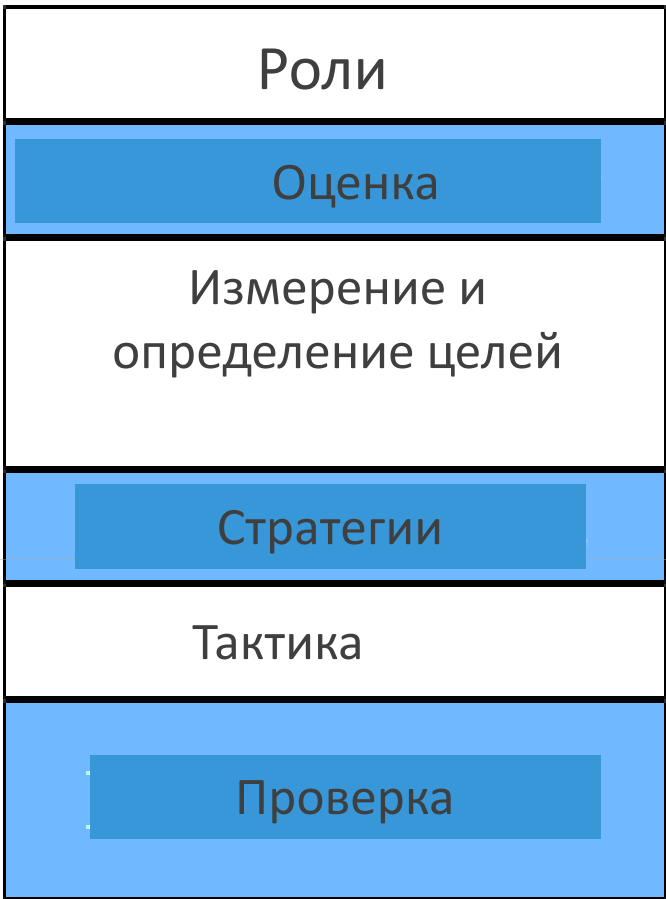 Роли
Оценка
Измерение и
определение целей
Стратегии
Тактика
Проверка